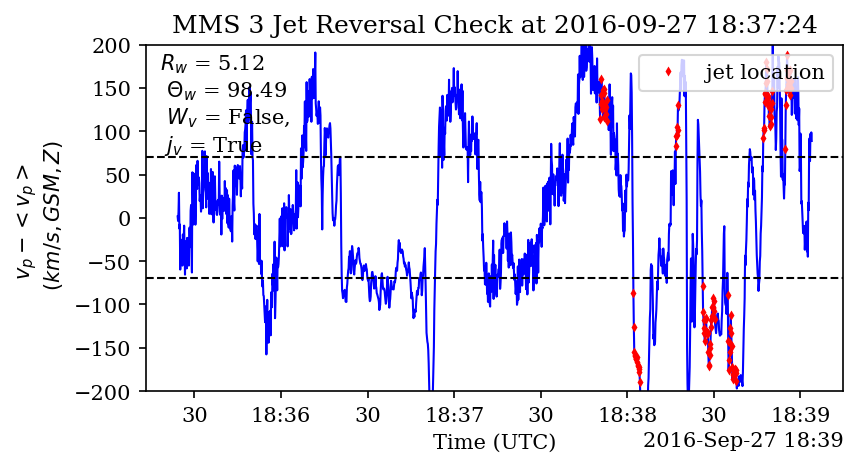 MMS 3 Jet Reversal Check at 2016-09-27 18:37:24
R_w = 5.12
Θ_w = 98.49
W_v = False,
j_v = True
jet location
v_p − <v_p>
(km/s, GSM, Z)
200
150
100
50
0
−50
−100
−150
−200
30 18:36 30 18:37 30 18:38 30 18:39
Time (UTC)
2016-Sep-27 18:39